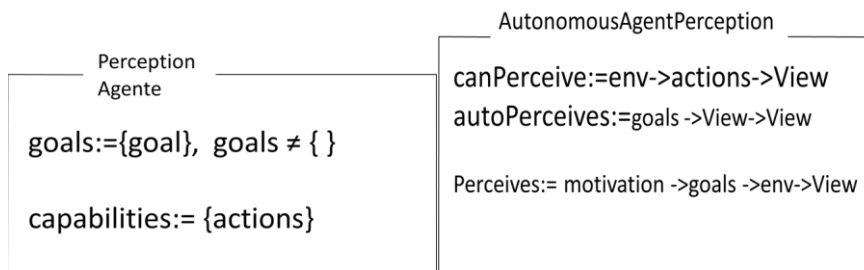 Perception
Agente
goals:={goal}, goals ≠ { }
capabilities:= {actions}
AutonomousAgentPerception
canPerceive:=env->actions->View
autoPerceives:=goals ->View->View
Perceives:= motivation ->goals ->env->View